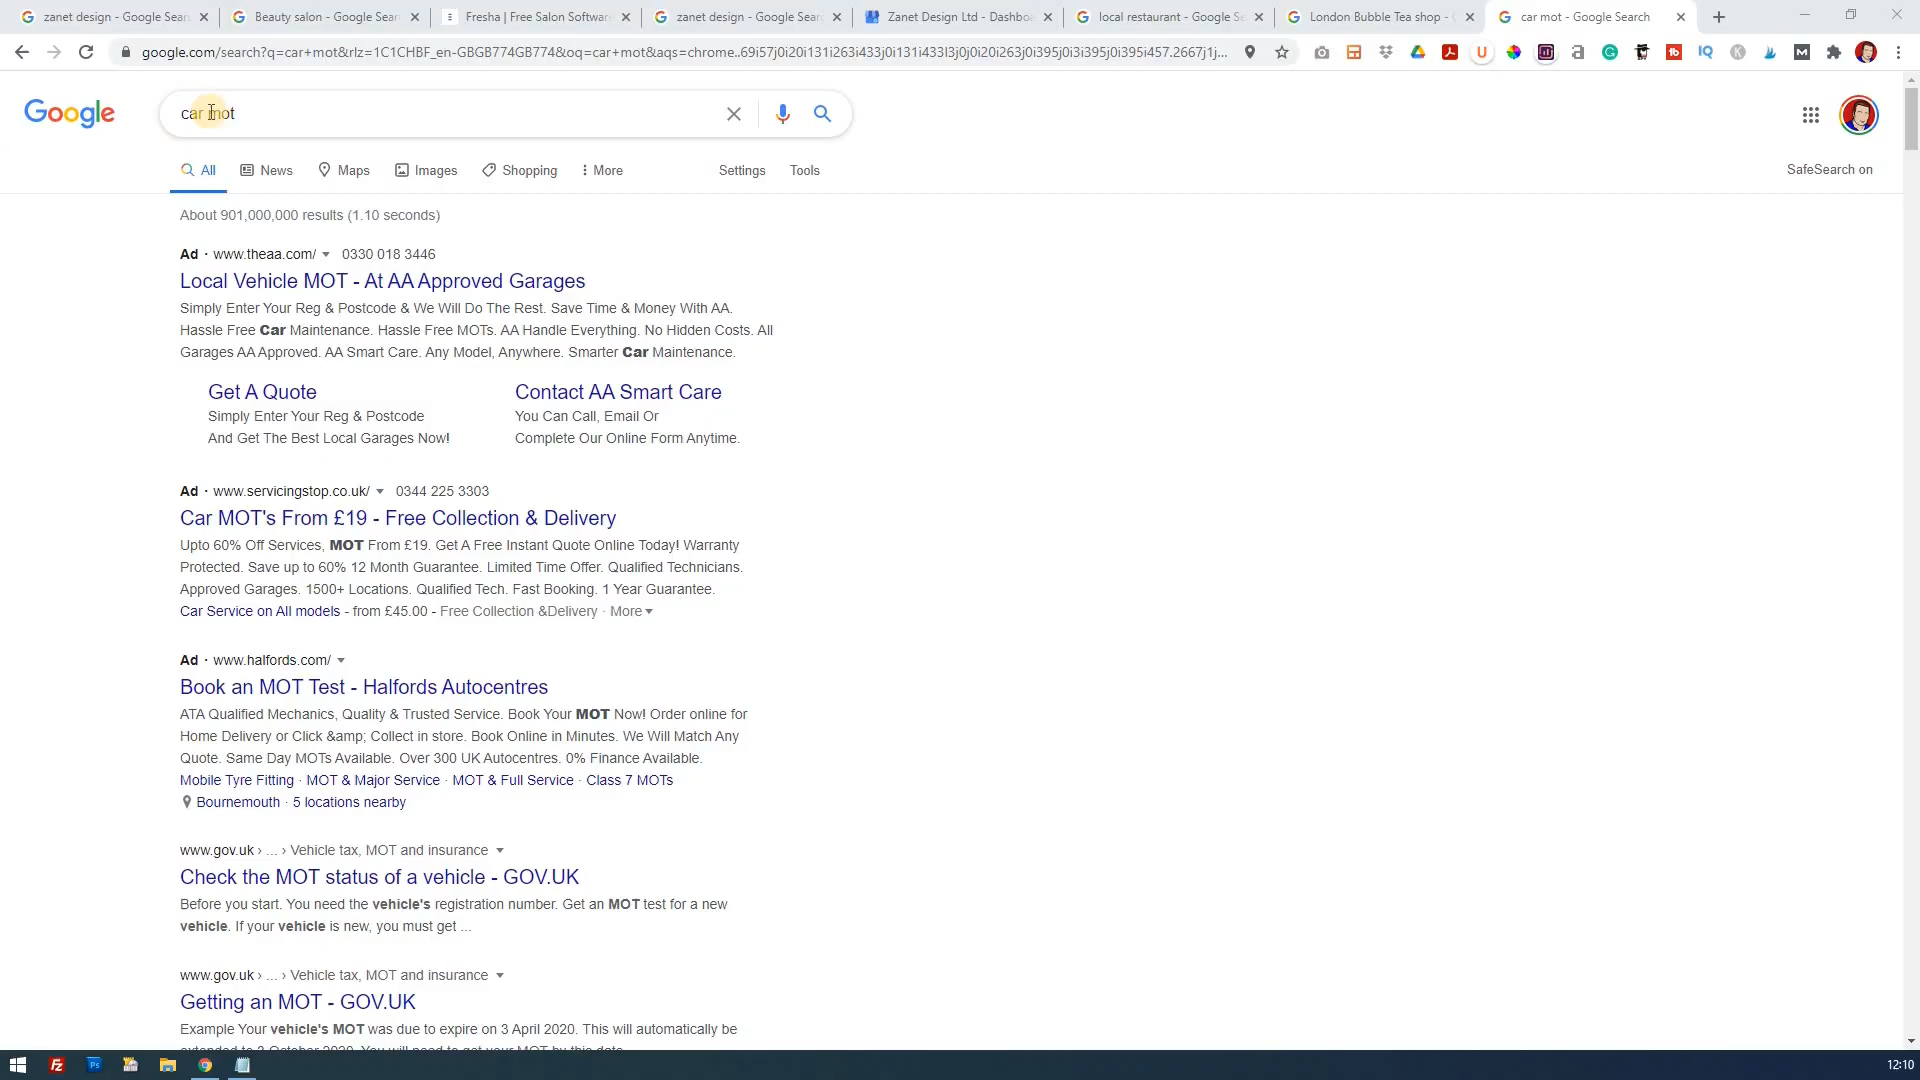 zanet design - Google Sear
Beauty salon - Google Sear
Fresha | Free Salon Software
zanet design - Google Searc
Zanet Design Ltd - Dashboa
local restaurant - Google Se
London Bubble Tea shop -
car mot - Google Search
google.com/search?q=car+mot&rlz=1C1CHBF_en-GBGB774GB774&oq=car+mot&aqs=chrome..69i57j0i20i131i263i433j0i131i433l3j0j0i20i263j0i395j0i3i395j0i395i457.2667j1j...
Google
car mot
All
News
Maps
Images
Shopping
More
Settings
Tools
SafeSearch on
About 901,000,000 results (1.10 seconds)
Ad · www.theaa.com/ 0330 018 3446
Local Vehicle MOT - At AA Approved Garages
Simply Enter Your Reg & Postcode & We Will Do The Rest. Save Time & Money With AA.
Hassle Free Car Maintenance. Hassle Free MOTs. AA Handle Everything. No Hidden Costs. All
Garages AA Approved. AA Smart Care. Any Model, Anywhere. Smarter Car Maintenance.
Get A Quote
Simply Enter Your Reg & Postcode
And Get The Best Local Garages Now!
Contact AA Smart Care
You Can Call, Email Or
Complete Our Online Form Anytime.
Ad · www.servicingstop.co.uk/ 0344 225 3303
Car MOT's From £19 - Free Collection & Delivery
Upto 60% Off Services, MOT From £19. Get A Free Instant Quote Online Today! Warranty
Protected. Save up to 60% 12 Month Guarantee. Limited Time Offer. Qualified Technicians.
Approved Garages. 1500+ Locations. Qualified Tech. Fast Booking. 1 Year Guarantee.
Car Service on All models - from £45.00 - Free Collection &Delivery · More
Ad · www.halfords.com/
Book an MOT Test - Halfords Autocentres
ATA Qualified Mechanics, Quality & Trusted Service. Book Your MOT Now! Order online for
Home Delivery or Click &amp; Collect in store. Book Online in Minutes. We Will Match Any
Quote. Same Day MOTs Available. Over 300 UK Autocentres. 0% Finance Available.
Mobile Tyre Fitting · MOT & Major Service · MOT & Full Service · Class 7 MOTs
Bournemouth · 5 locations nearby
www.gov.uk › ... › Vehicle tax, MOT and insurance
Check the MOT status of a vehicle - GOV.UK
Before you start. You need the vehicle's registration number. Get an MOT test for a new
vehicle. If your vehicle is new, you must get ...
www.gov.uk › ... › Vehicle tax, MOT and insurance
Getting an MOT - GOV.UK
Example Your vehicle's MOT was due to expire on 3 April 2020. This will automatically be
12:10